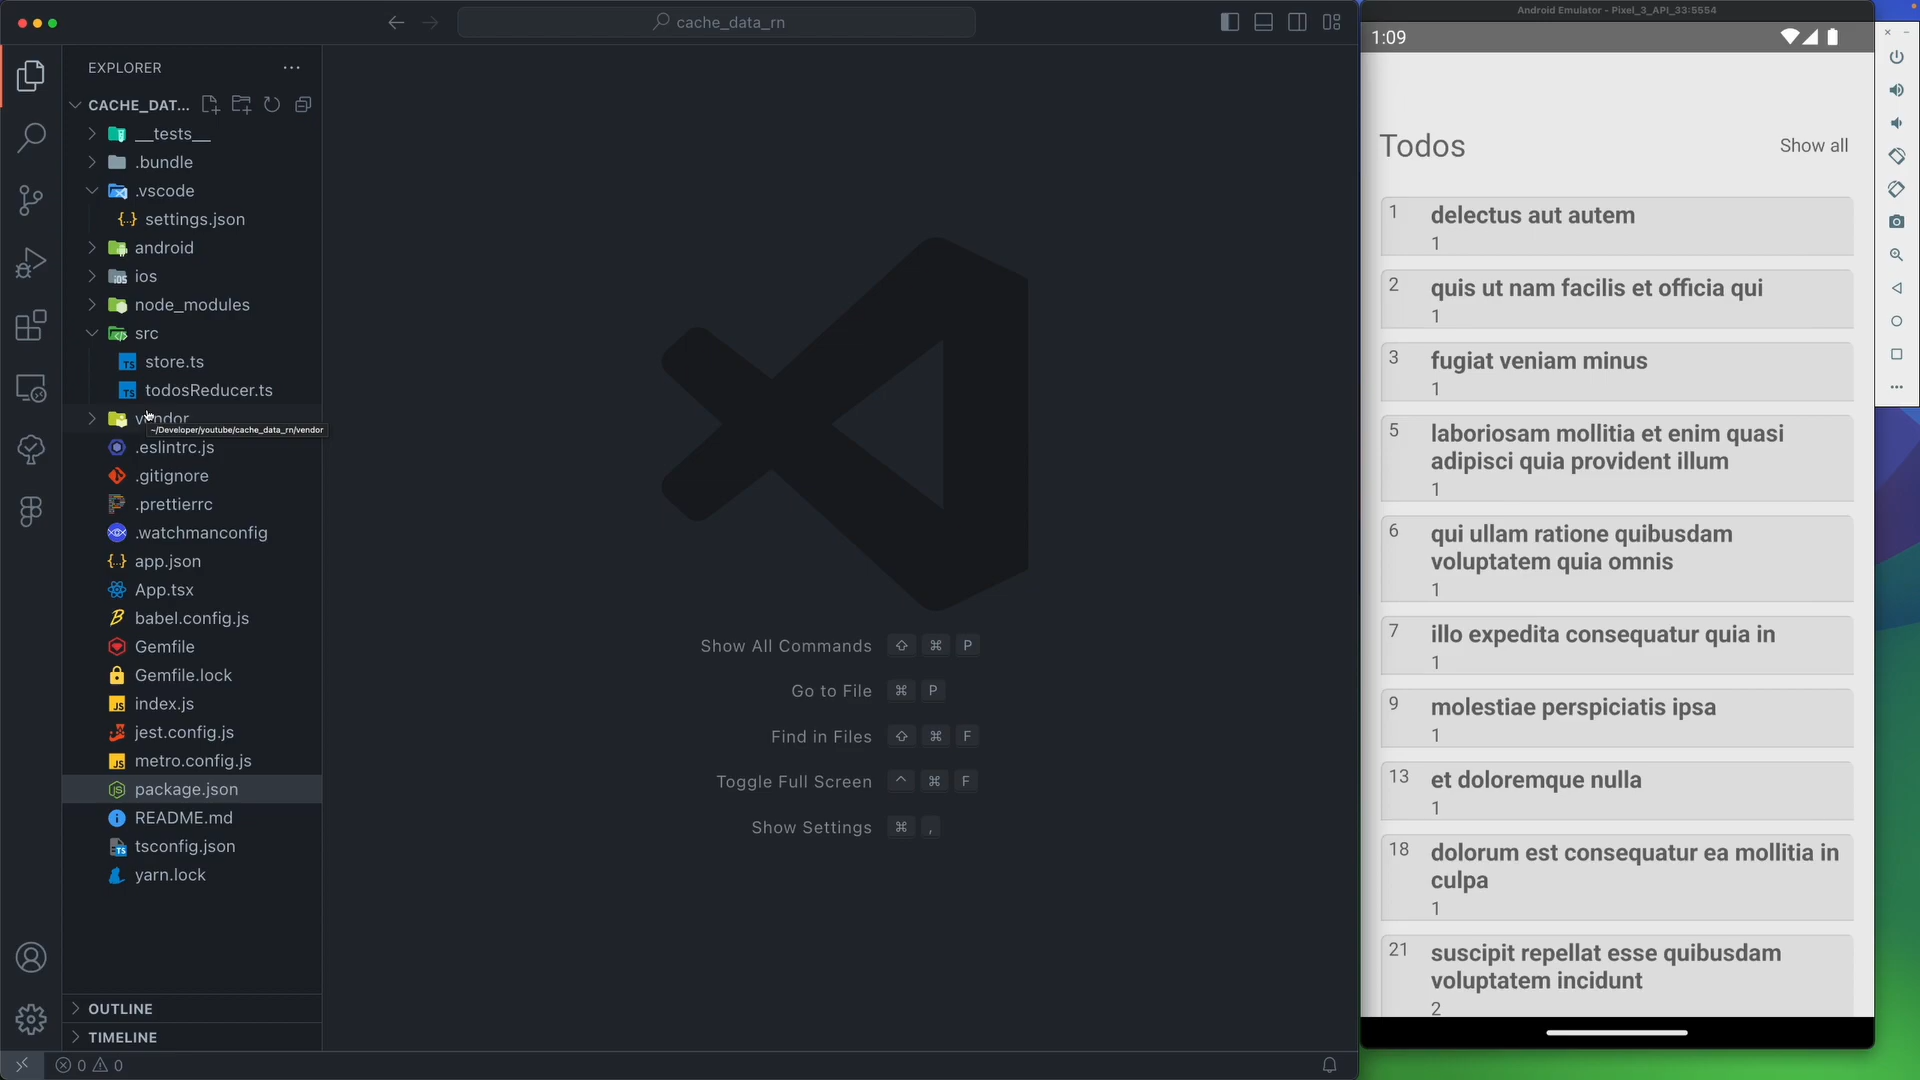 cache_data_rn
EXPLORER
CACHE_DAT...
__tests__
.bundle
.vscode
settings.json
android
ios
node_modules
src
store.ts
todosReducer.ts
vendor
~/Developer/youtube/cache_data_rn/vendor
.eslintrc.js
.gitignore
.prettierrc
.watchmanconfig
app.json
App.tsx
babel.config.js
Gemfile
Gemfile.lock
index.js
jest.config.js
metro.config.js
package.json
README.md
tsconfig.json
yarn.lock
OUTLINE
TIMELINE
0 0
Show All Commands ⇧ ⌘ P
Go to File ⌘ P
Find in Files ⇧ ⌘ F
Toggle Full Screen ^ ⌘ F
Show Settings ⌘ ,
Android Emulator - Pixel_3_API_33:5554
1:09
Todos Show all
1 delectus aut autem
1
2 quis ut nam facilis et officia qui
1
3 fugiat veniam minus
1
5 laboriosam mollitia et enim quasi
adipisci quia provident illum
1
6 qui ullam ratione quibusdam
voluptatem quia omnis
1
7 illo expedita consequatur quia in
1
9 molestiae perspiciatis ipsa
1
13 et doloremque nulla
1
18 dolorum est consequatur ea mollitia in
culpa
1
21 suscipit repellat esse quibusdam
voluptatem incidunt
2